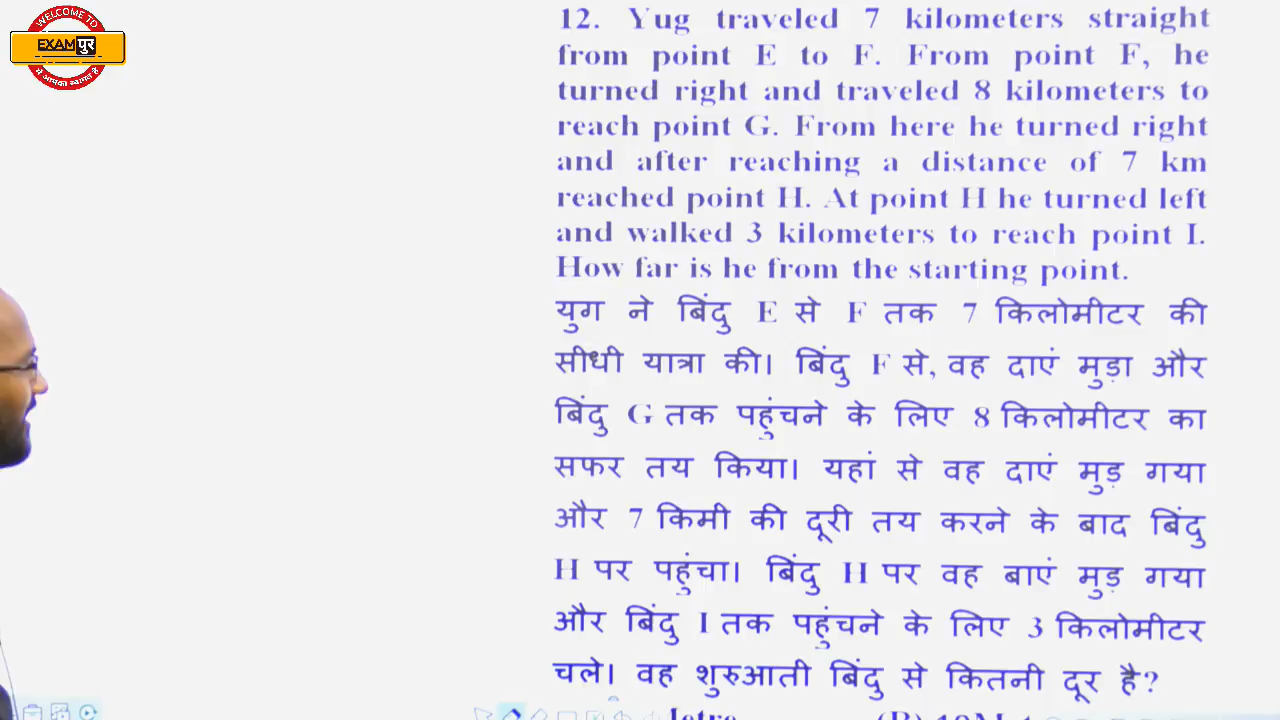 WELCOME TO
EXAMपुर
में आपका स्वागत है
12. Yug traveled 7 kilometers straight
from point E to F. From point F, he
turned right and traveled 8 kilometers to
reach point G. From here he turned right
and after reaching a distance of 7 km
reached point H. At point H he turned left
and walked 3 kilometers to reach point I.
How far is he from the starting point.
युग ने बिंदु E से F तक 7 किलोमीटर की
सीधी यात्रा की। बिंदु F से, वह दाएं मुड़ा और
बिंदु G तक पहुंचने के लिए 8 किलोमीटर का
सफर तय किया। यहां से वह दाएं मुड़ गया
और 7 किमी की दूरी तय करने के बाद बिंदु
H पर पहुंचा। बिंदु H पर वह बाएं मुड़ गया
और बिंदु I तक पहुंचने के लिए 3 किलोमीटर
चले। वह शुरुआती बिंदु से कितनी दूर है?